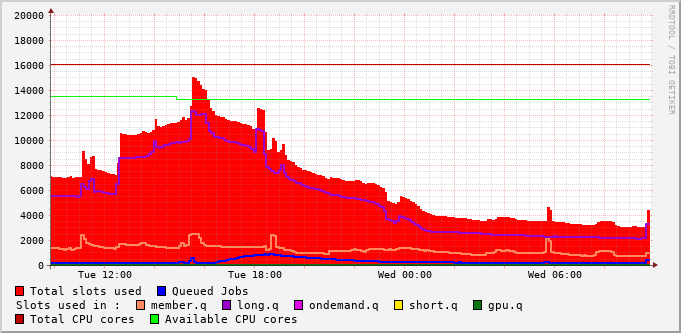 20000
18000
16000
14000
12000
10000
8000
6000
4000
2000
0
Tue 12:00 Tue 18:00 Wed 00:00 Wed 06:00
RRDTOOL / TOBI OETIKER
Total slots used Queued Jobs
Slots used in : member.q long.q ondemand.q short.q gpu.q
Total CPU cores Available CPU cores